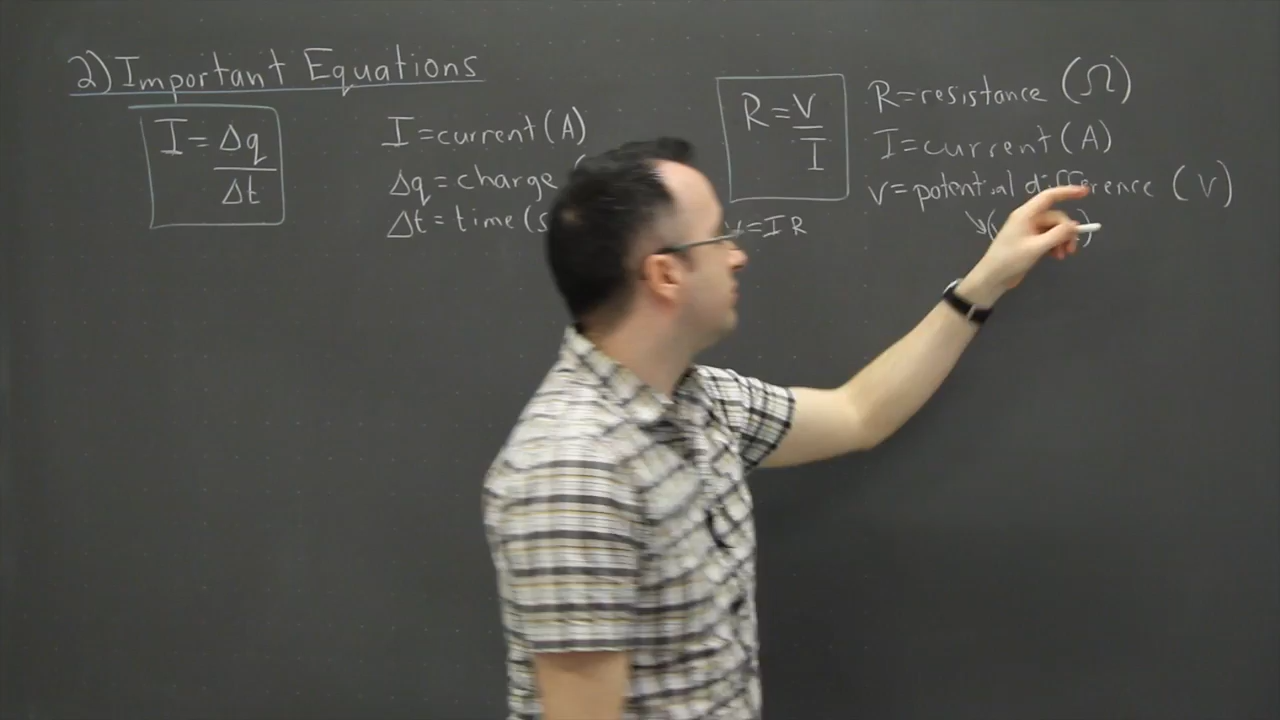 2) Important Equations
I = Δq / Δt
I = current (A)
Δq = charge
Δt = time (s
R = V / I
V = IR
R = resistance (Ω)
I = current (A)
V = potential difference (V)